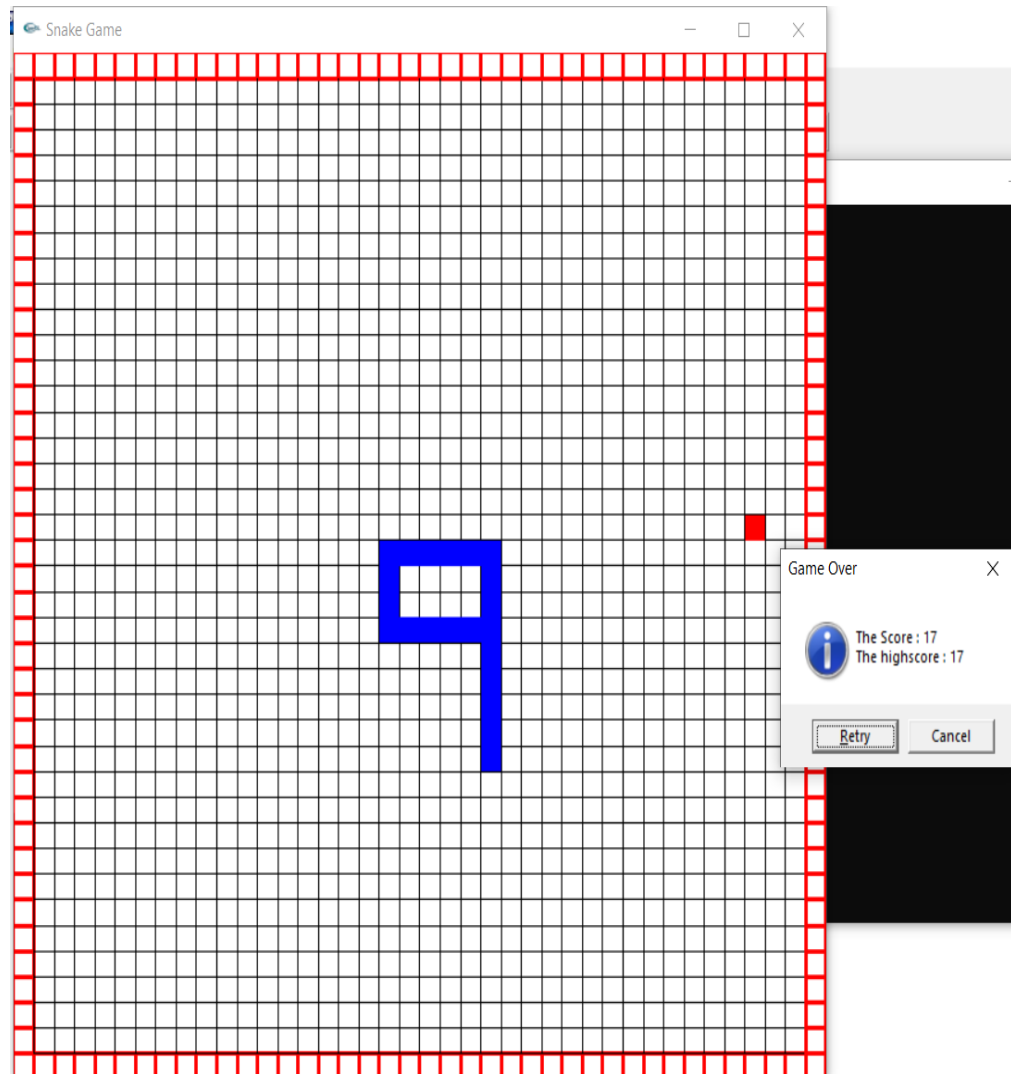 Snake Game
Game Over
The Score : 17
The highscore : 17
Retry
Cancel